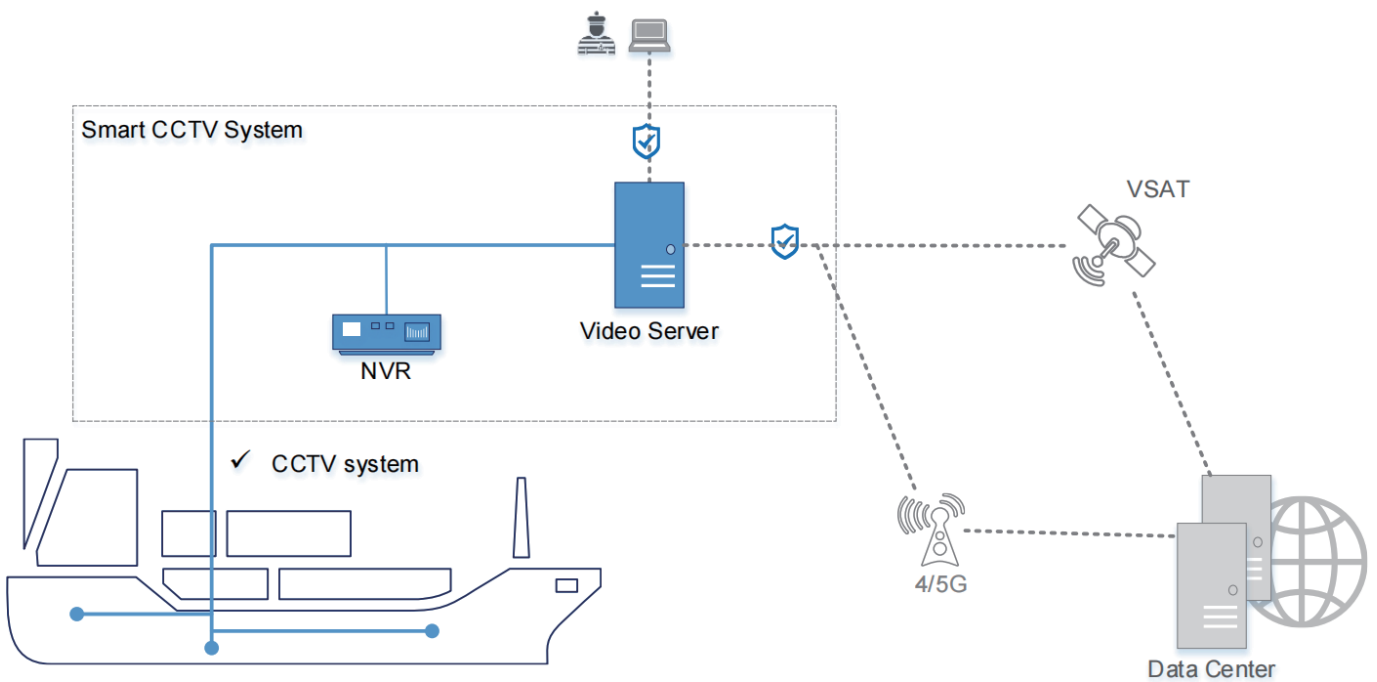 Smart CCTV System
VSAT
Video Server
NVR
✓ CCTV system
4/5G
Data Center